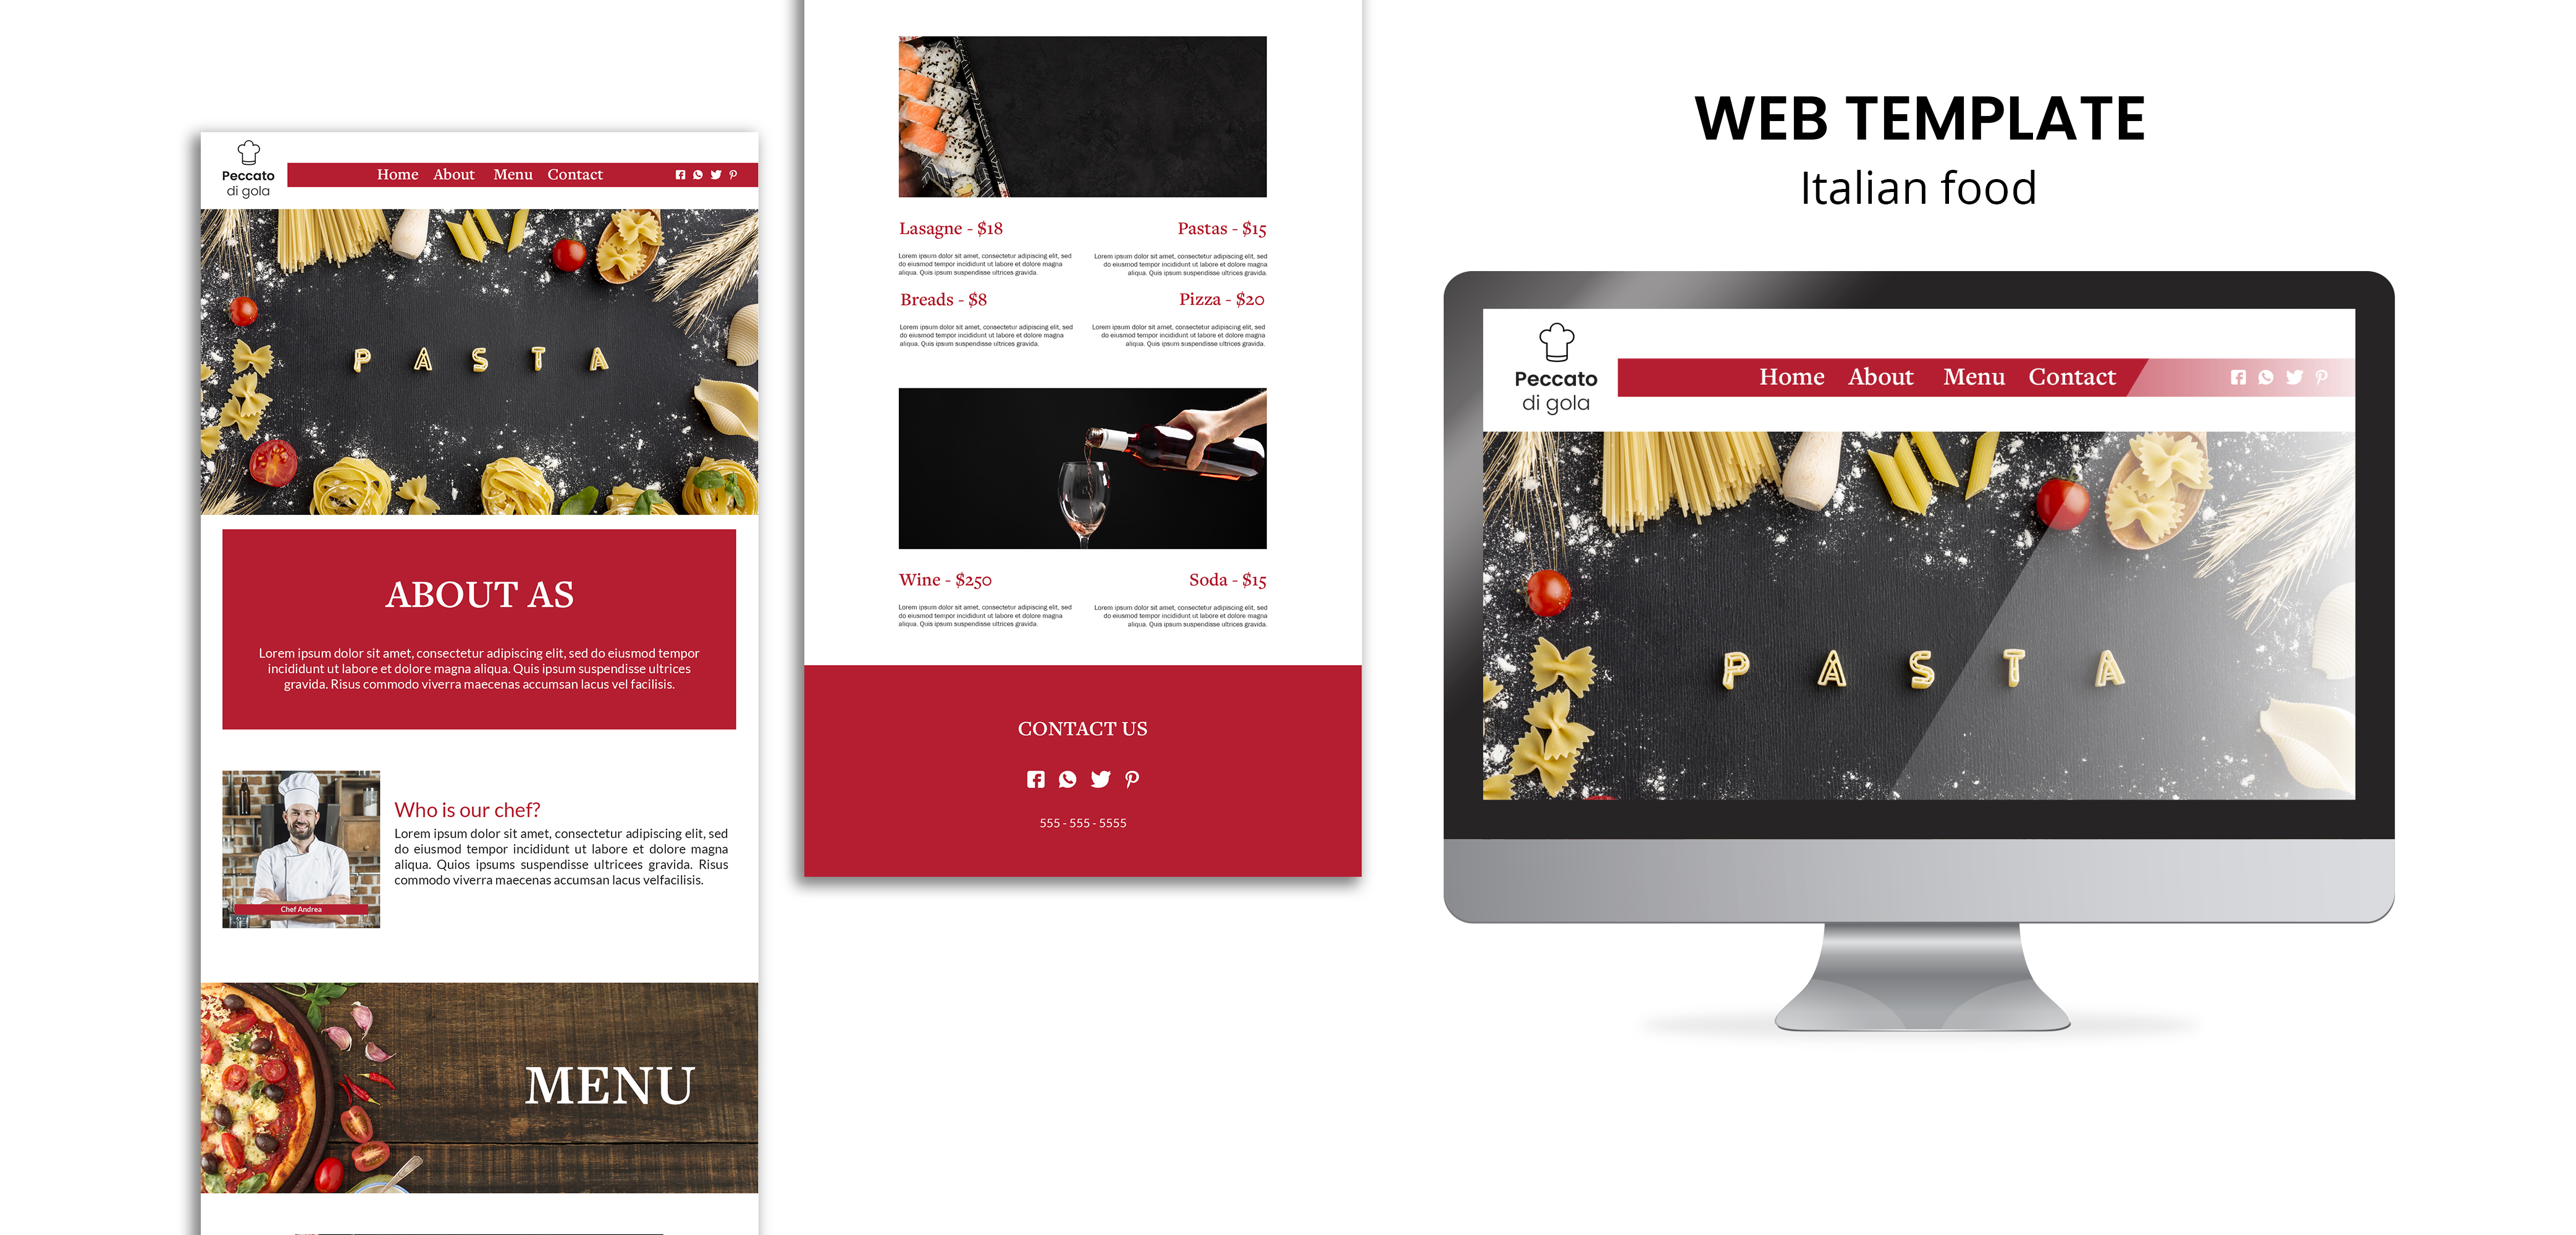 Peccato
di gola
Home About Menu Contact
P A S T A
ABOUT AS
Lorem ipsum dolor sit amet, consectetur adipiscing elit, sed do eiusmod tempor
incididunt ut labore et dolore magna aliqua. Quis ipsum suspendisse ultrices
gravida. Risus commodo viverra maecenas accumsan lacus vel facilisis.
Chef Andrea
Who is our chef?
Lorem ipsum dolor sit amet, consectetur adipiscing elit, sed
do eiusmod tempor incididunt ut labore et dolore magna
aliqua. Quios ipsums suspendisse ultricees gravida. Risus
commodo viverra maecenas accumsan lacus velfacilisis.
MENU
Lasagne - $18
Lorem ipsum dolor sit amet, consectetur adipiscing elit, sed
do eiusmod tempor incididunt ut labore et dolore magna
aliqua. Quis ipsum suspendisse ultrices gravida.
Pastas - $15
Lorem ipsum dolor sit amet, consectetur adipiscing elit, sed
do eiusmod tempor incididunt ut labore et dolore magna
aliqua. Quis ipsum suspendisse ultrices gravida.
Breads - $8
Lorem ipsum dolor sit amet, consectetur adipiscing elit, sed
do eiusmod tempor incididunt ut labore et dolore magna
aliqua. Quis ipsum suspendisse ultrices gravida.
Pizza - $20
Lorem ipsum dolor sit amet, consectetur adipiscing elit, sed
do eiusmod tempor incididunt ut labore et dolore magna
aliqua. Quis ipsum suspendisse ultrices gravida.
Wine - $250
Lorem ipsum dolor sit amet, consectetur adipiscing elit, sed
do eiusmod tempor incididunt ut labore et dolore magna
aliqua. Quis ipsum suspendisse ultrices gravida.
Soda - $15
Lorem ipsum dolor sit amet, consectetur adipiscing elit, sed
do eiusmod tempor incididunt ut labore et dolore magna
aliqua. Quis ipsum suspendisse ultrices gravida.
CONTACT US
555 - 555 - 5555
WEB TEMPLATE
Italian food
Peccato
di gola
Home About Menu Contact
P A S T A